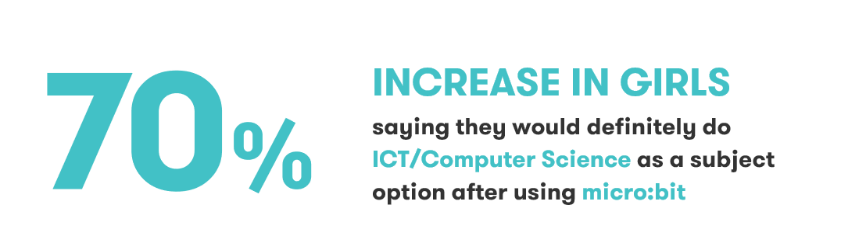 70%
INCREASE IN GIRLS
saying they would definitely do
ICT/Computer Science as a subject
option after using micro:bit